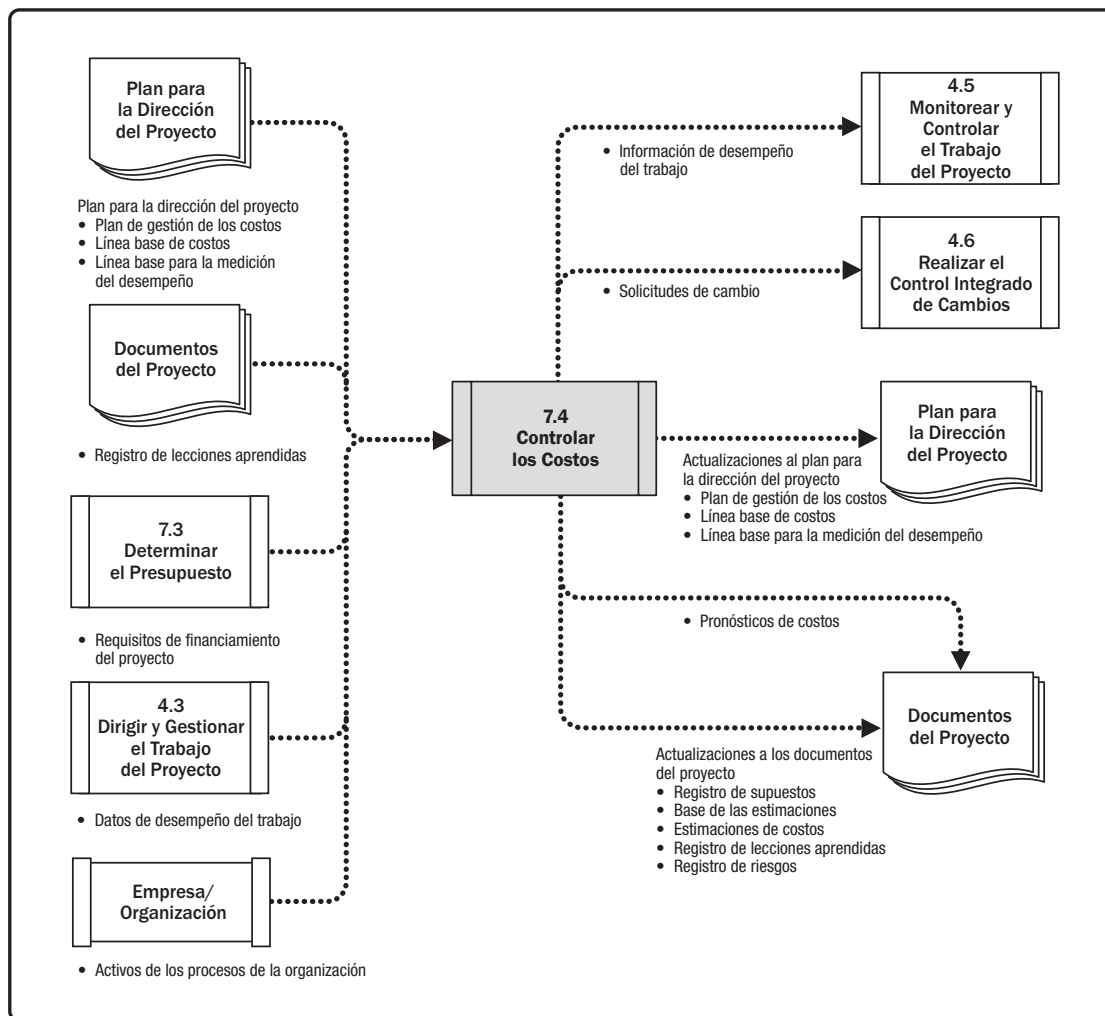 Plan para
la Dirección
del Proyecto
Plan para la dirección del proyecto
• Plan de gestión de los costos
• Línea base de costos
• Línea base para la medición
del desempeño
Documentos
del Proyecto
• Registro de lecciones aprendidas
7.3
Determinar
el Presupuesto
• Requisitos de financiamiento
del proyecto
4.3
Dirigir y Gestionar
el Trabajo
del Proyecto
• Datos de desempeño del trabajo
Empresa/
Organización
• Activos de los procesos de la organización
7.4
Controlar
los Costos
• Información de desempeño
del trabajo
4.5
Monitorear y
Controlar
el Trabajo
del Proyecto
• Solicitudes de cambio
4.6
Realizar el
Control Integrado
de Cambios
Plan para
la Dirección
del Proyecto
Actualizaciones al plan para
la dirección del proyecto
• Plan de gestión de los costos
• Línea base de costos
• Línea base para la medición del desempeño
• Pronósticos de costos
Documentos
del Proyecto
Actualizaciones a los documentos
del proyecto
• Registro de supuestos
• Base de las estimaciones
• Estimaciones de costos
• Registro de lecciones aprendidas
• Registro de riesgos